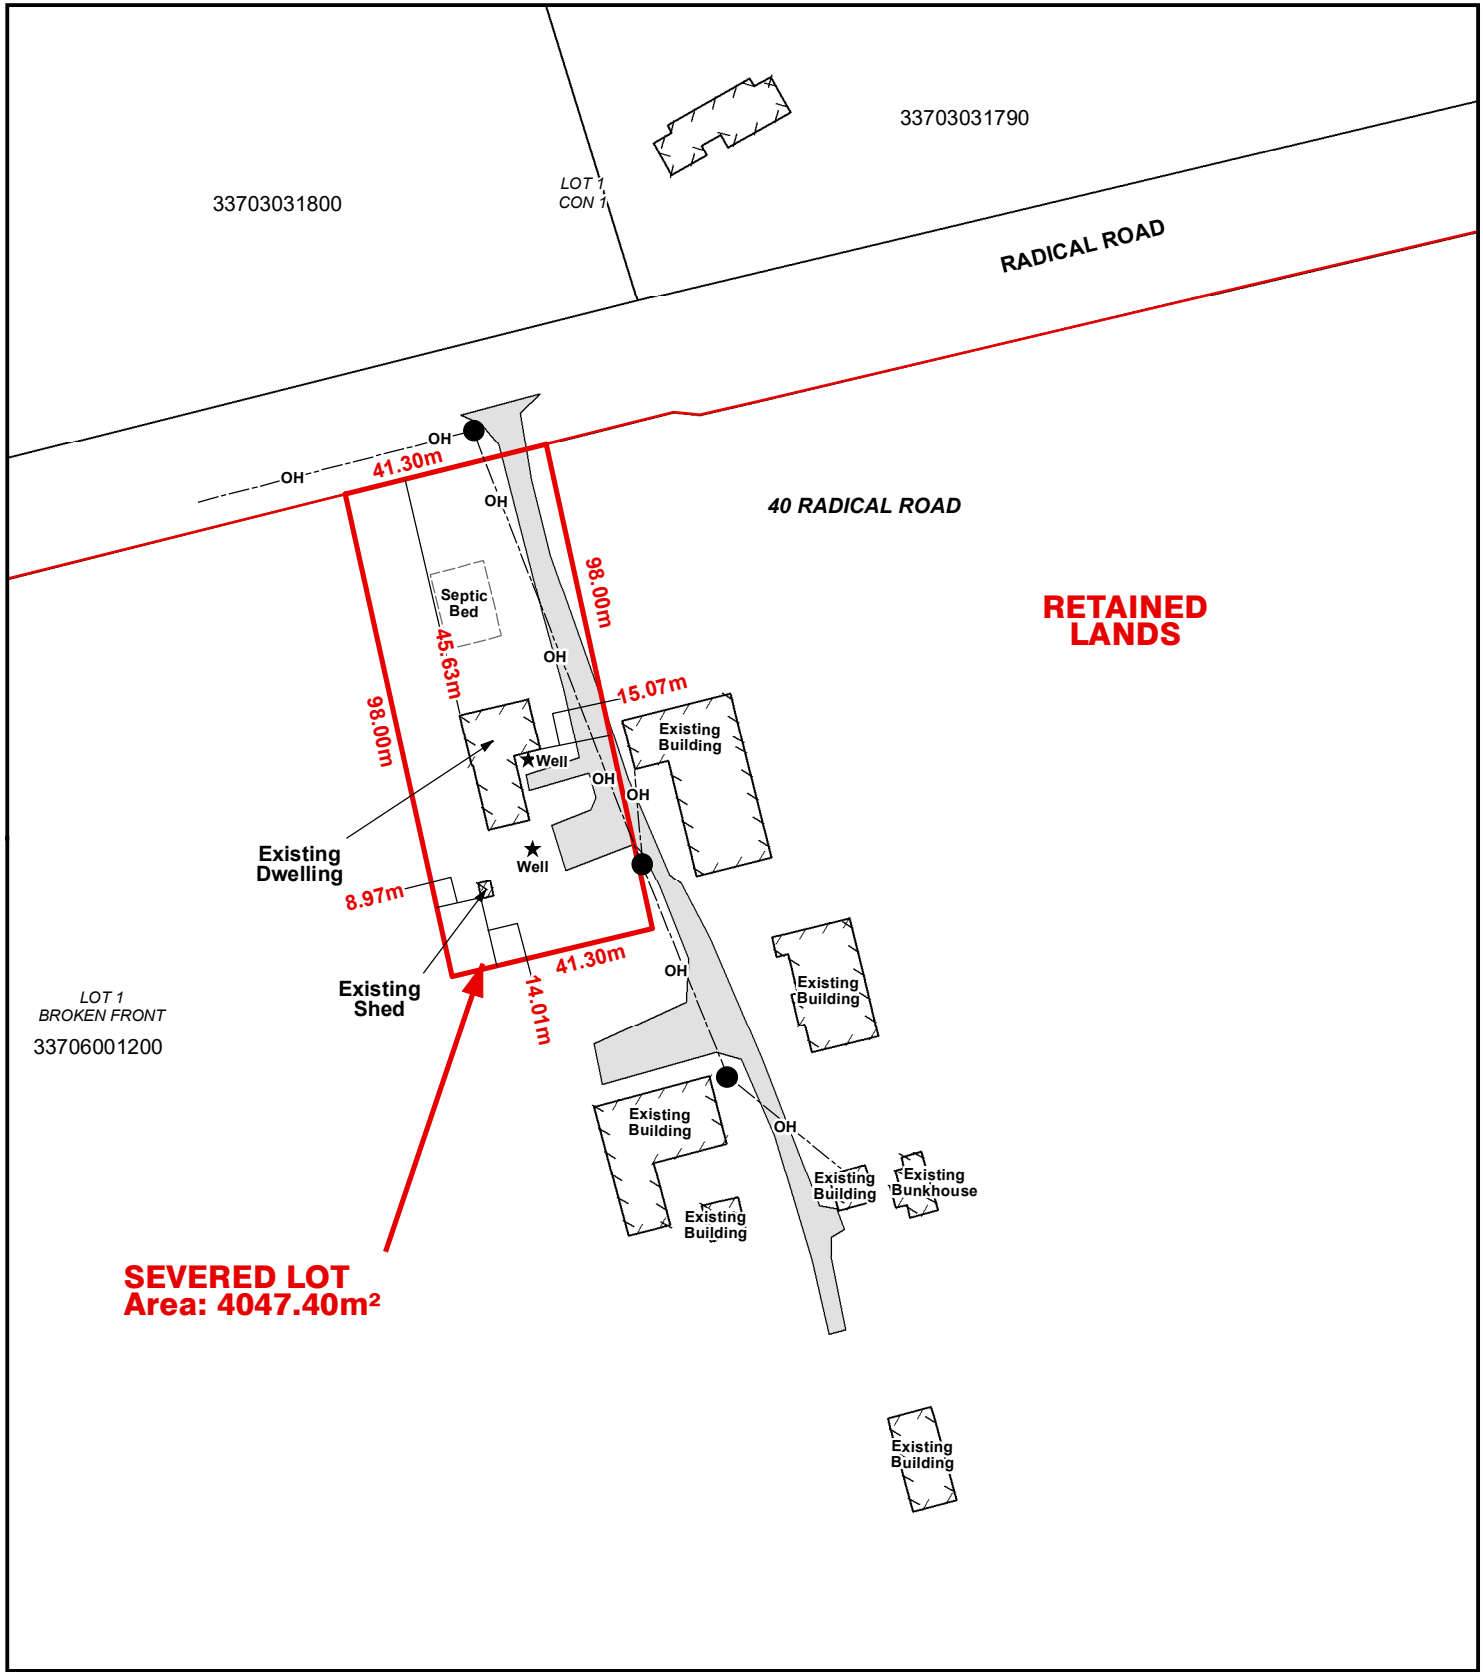 33703031790
33703031800
LOT 1
CON 1
RADICAL ROAD
OH
41.30m
OH
OH
40 RADICAL ROAD
98.00m
Septic
Bed
RETAINED
LANDS
45.63m
OH
15.07m
98.00m
Existing
Building
Well
OH
OH
Existing
Dwelling
Well
8.97m
41.30m
OH
Existing
Shed
14.01m
Existing
Building
LOT 1
BROKEN FRONT
33706001200
Existing
Building
OH
Existing
Building
Existing
Bunkhouse
Existing
Building
SEVERED LOT
Area: 4047.40m²
Existing
Building